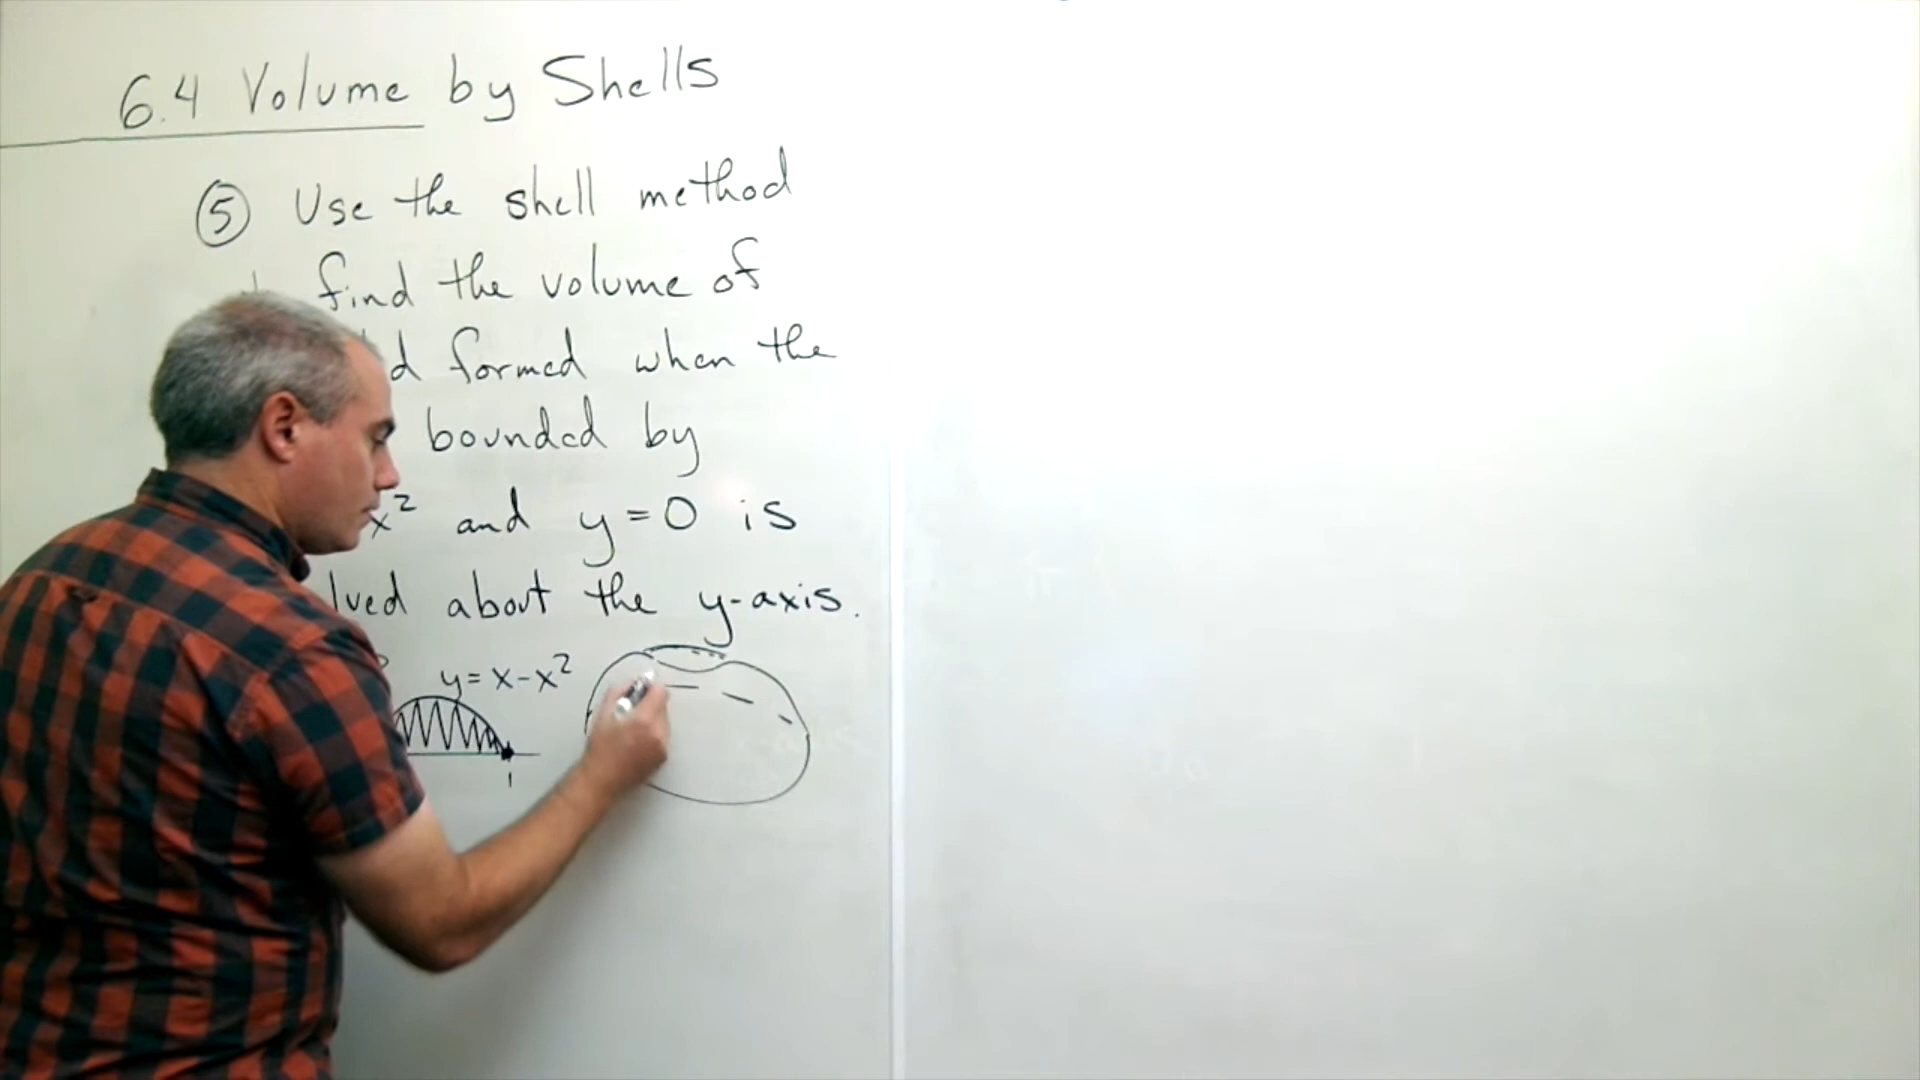 6.4 Volume by Shells
⑤ Use the shell method
find the volume of
formed when the
bounded by
x² and y=0 is
about the y-axis.
y=x-x²
1